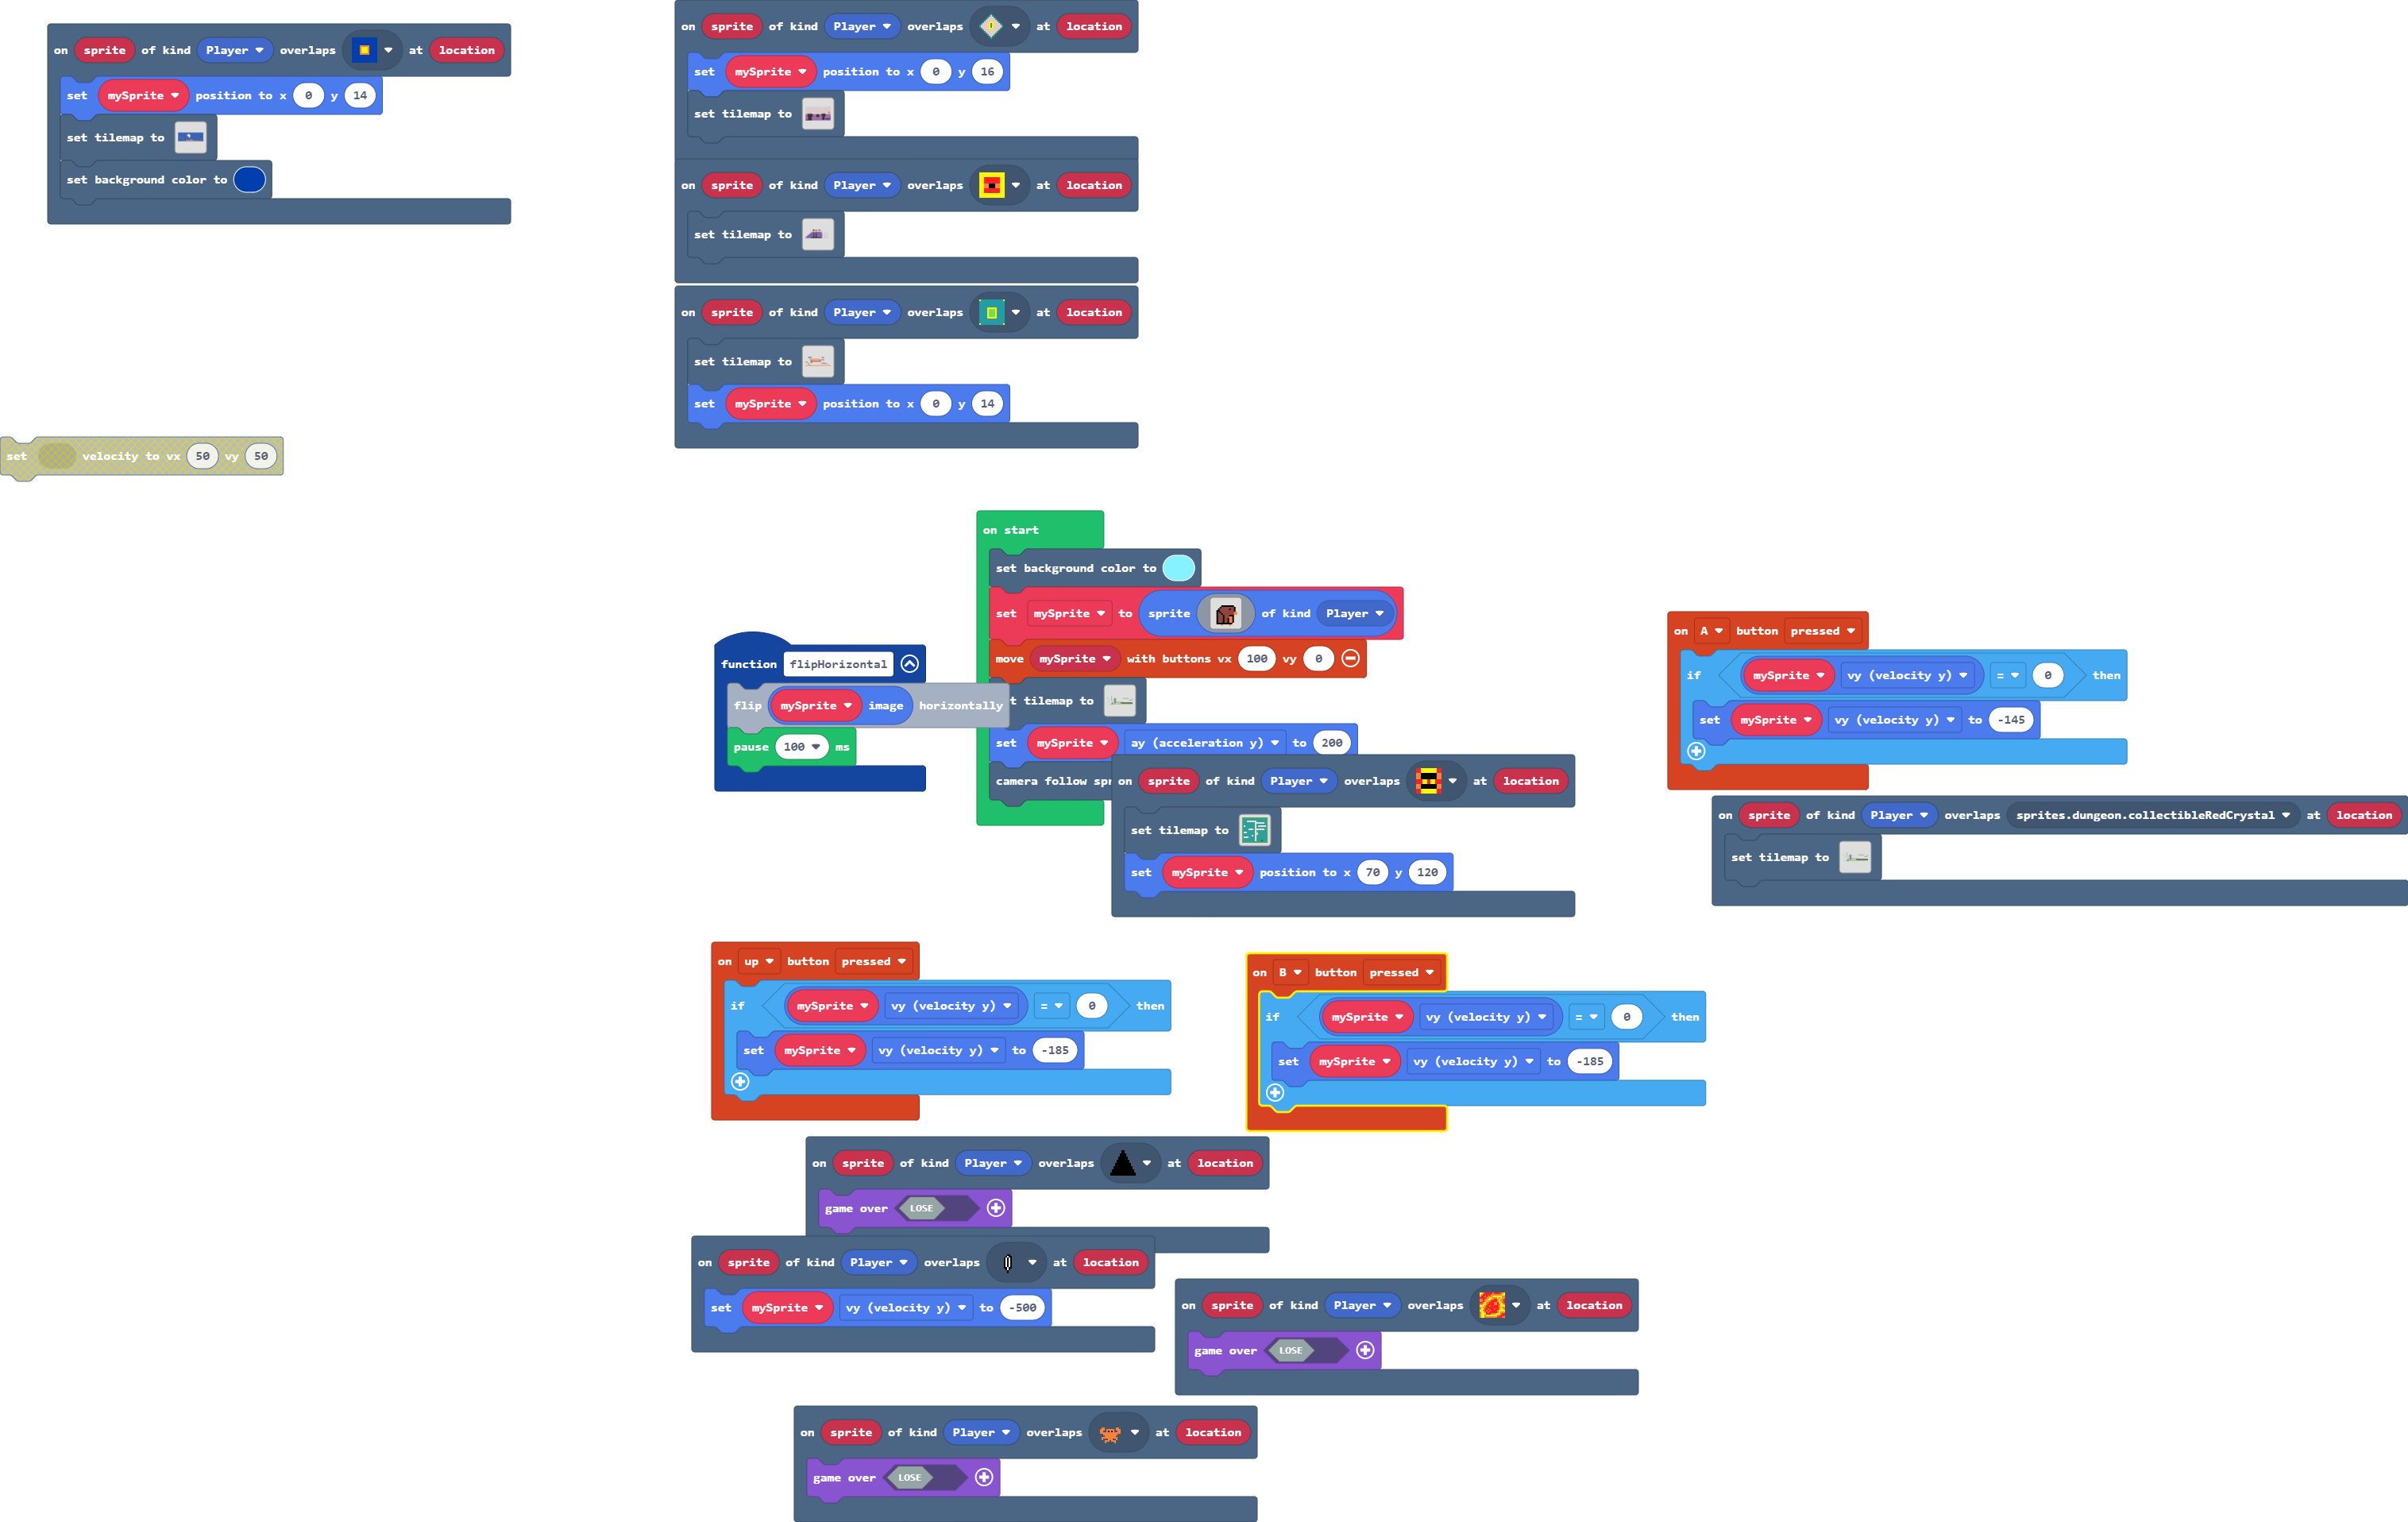 on sprite of kind Player overlaps at location
set mySprite position to x 0 y 14
set tilemap to
set background color to
on sprite of kind Player overlaps at location
set mySprite position to x 0 y 16
set tilemap to
on sprite of kind Player overlaps at location
set tilemap to
on sprite of kind Player overlaps at location
set tilemap to
set mySprite position to x 0 y 14
set velocity to vx 50 vy 50
on start
set background color to
set mySprite to sprite of kind Player
move mySprite with buttons vx 100 vy 0
t tilemap to
set mySprite ay (acceleration y) to 200
camera follow spr
function flipHorizontal
flip mySprite image horizontally
pause 100 ms
on sprite of kind Player overlaps at location
set tilemap to
set mySprite position to x 70 y 120
on A button pressed
if mySprite vy (velocity y) = 0 then
set mySprite vy (velocity y) to -145
on sprite of kind Player overlaps sprites.dungeon.collectibleRedCrystal at location
set tilemap to
on up button pressed
if mySprite vy (velocity y) = 0 then
set mySprite vy (velocity y) to -185
on B button pressed
if mySprite vy (velocity y) = 0 then
set mySprite vy (velocity y) to -185
on sprite of kind Player overlaps at location
game over LOSE
on sprite of kind Player overlaps at location
set mySprite vy (velocity y) to -500
on sprite of kind Player overlaps at location
game over LOSE
on sprite of kind Player overlaps at location
game over LOSE